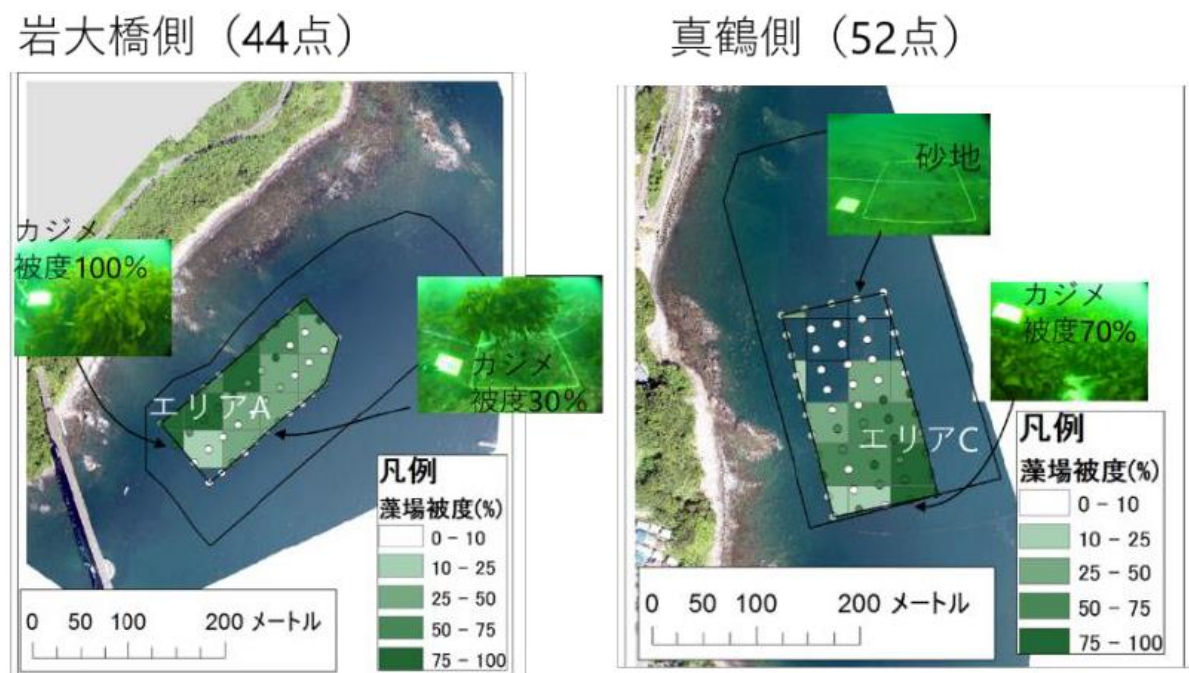 岩大橋側（44点）
カジメ
被度100%
カジメ
被度30%
エリアA
凡例
藻場被度(%)
0 – 10
10 – 25
25 – 50
50 – 75
75 – 100
0 50 100 200 メートル
真鶴側（52点）
砂地
カジメ
被度70%
エリアC
凡例
藻場被度(%)
0 – 10
10 – 25
25 – 50
50 – 75
75 – 100
0 50 100 200 メートル